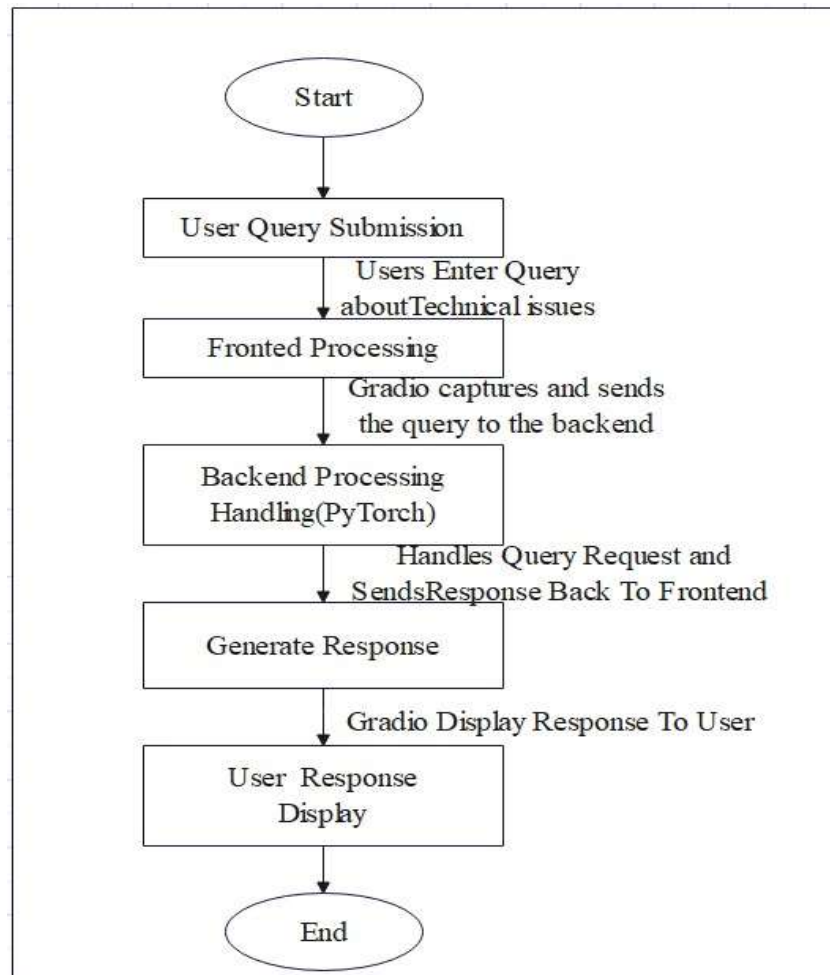 Start
User Query Submission
Users Enter Query
aboutTechnical issues
Fronted Processing
Gradio captures and sends
the query to the backend
Backend Processing
Handling(PyTorch)
Handles Query Request and
SendsResponse Back To Frontend
Generate Response
Gradio Display Response To User
User Response
Display
End